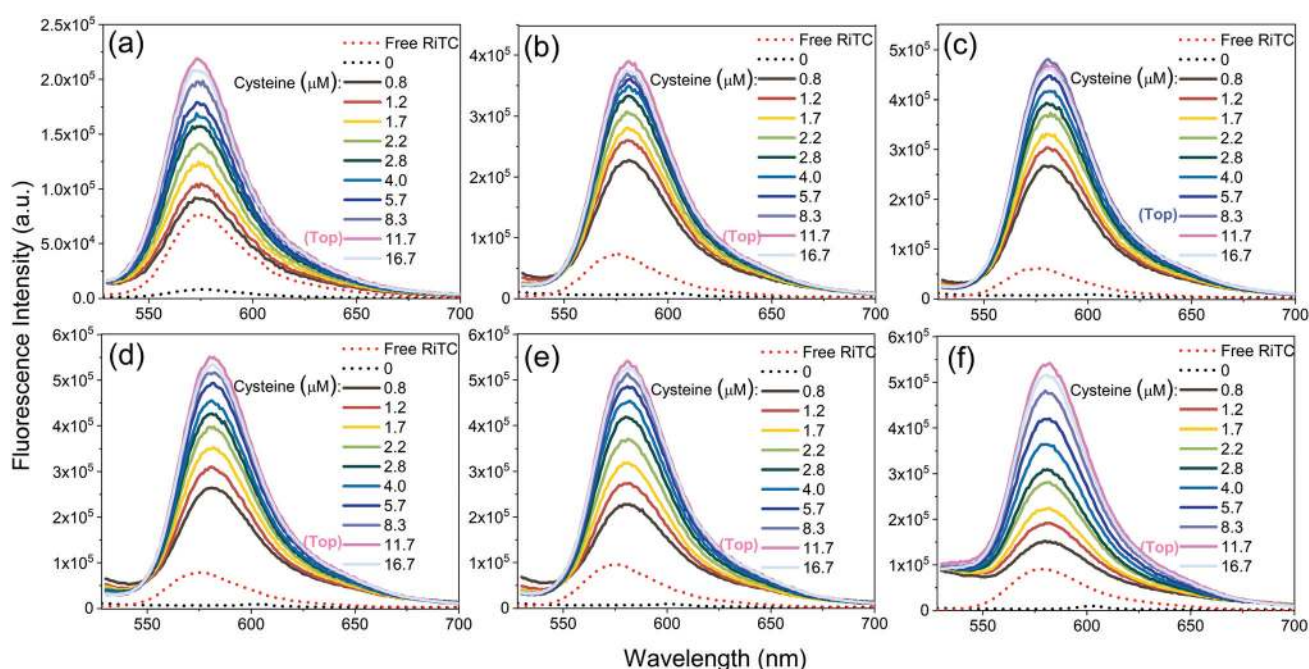 Fluorescence Intensity (a.u.)
(a)
2.5x10⁵
2.0x10⁵
1.5x10⁵
1.0x10⁵
5.0x10⁴
0.0
550 600 650 700
Free RiTC
0
Cysteine (μM): 0.8
1.2
1.7
2.2
2.8
4.0
5.7
8.3
(Top) 11.7
16.7
(b)
4x10⁵
3x10⁵
2x10⁵
1x10⁵
0
550 600 650 700
Free RiTC
0
Cysteine (μM): 0.8
1.2
1.7
2.2
2.8
4.0
5.7
8.3
(Top) 11.7
16.7
(c)
5x10⁵
4x10⁵
3x10⁵
2x10⁵
1x10⁵
0
550 600 650 700
Free RiTC
0
Cysteine (μM): 0.8
1.2
1.7
2.2
2.8
4.0
5.7
(Top) 8.3
11.7
16.7
(d)
6x10⁵
5x10⁵
4x10⁵
3x10⁵
2x10⁵
1x10⁵
0
550 600 650 700
Free RiTC
0
Cysteine (μM): 0.8
1.2
1.7
2.2
2.8
4.0
5.7
8.3
(Top) 11.7
16.7
(e)
6x10⁵
5x10⁵
4x10⁵
3x10⁵
2x10⁵
1x10⁵
0
550 600 650 700
Free RiTC
0
Cysteine (μM): 0.8
1.2
1.7
2.2
2.8
4.0
5.7
8.3
(Top) 11.7
16.7
(f)
6x10⁵
5x10⁵
4x10⁵
3x10⁵
2x10⁵
1x10⁵
0
550 600 650 700
Free RiTC
0
Cysteine (μM): 0.8
1.2
1.7
2.2
2.8
4.0
5.7
8.3
(Top) 11.7
16.7
Wavelength (nm)